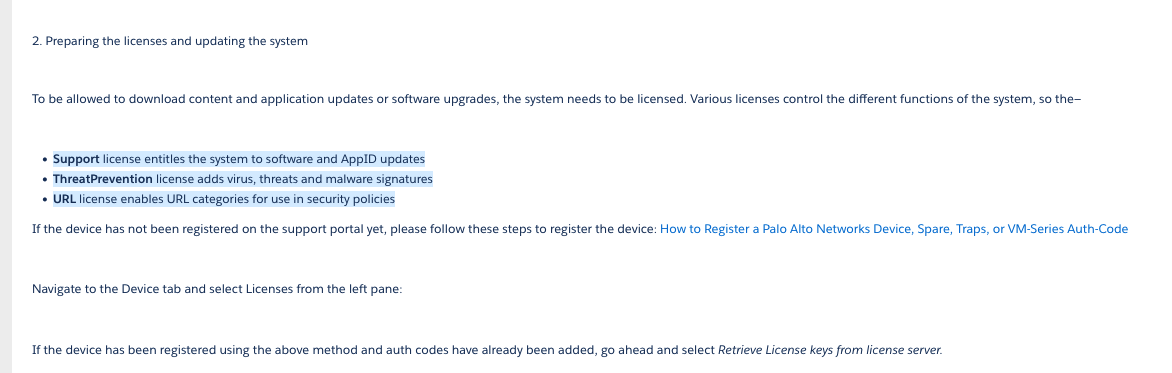 2. Preparing the licenses and updating the system
To be allowed to download content and application updates or software upgrades, the system needs to be licensed. Various licenses control the different functions of the system, so the—
• Support license entitles the system to software and AppID updates
• ThreatPrevention license adds virus, threats and malware signatures
• URL license enables URL categories for use in security policies
If the device has not been registered on the support portal yet, please follow these steps to register the device: How to Register a Palo Alto Networks Device, Spare, Traps, or VM-Series Auth-Code
Navigate to the Device tab and select Licenses from the left pane:
If the device has been registered using the above method and auth codes have already been added, go ahead and select Retrieve License keys from license server.